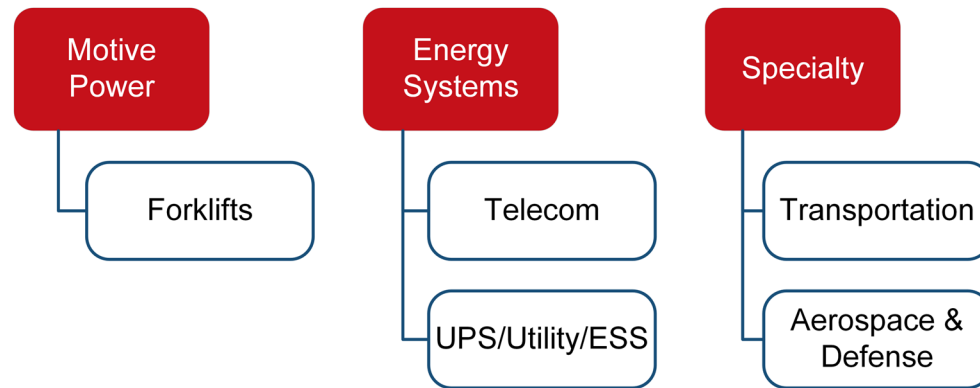 Motive
Power
Forklifts
Energy
Systems
Telecom
UPS/Utility/ESS
Specialty
Transportation
Aerospace &
Defense